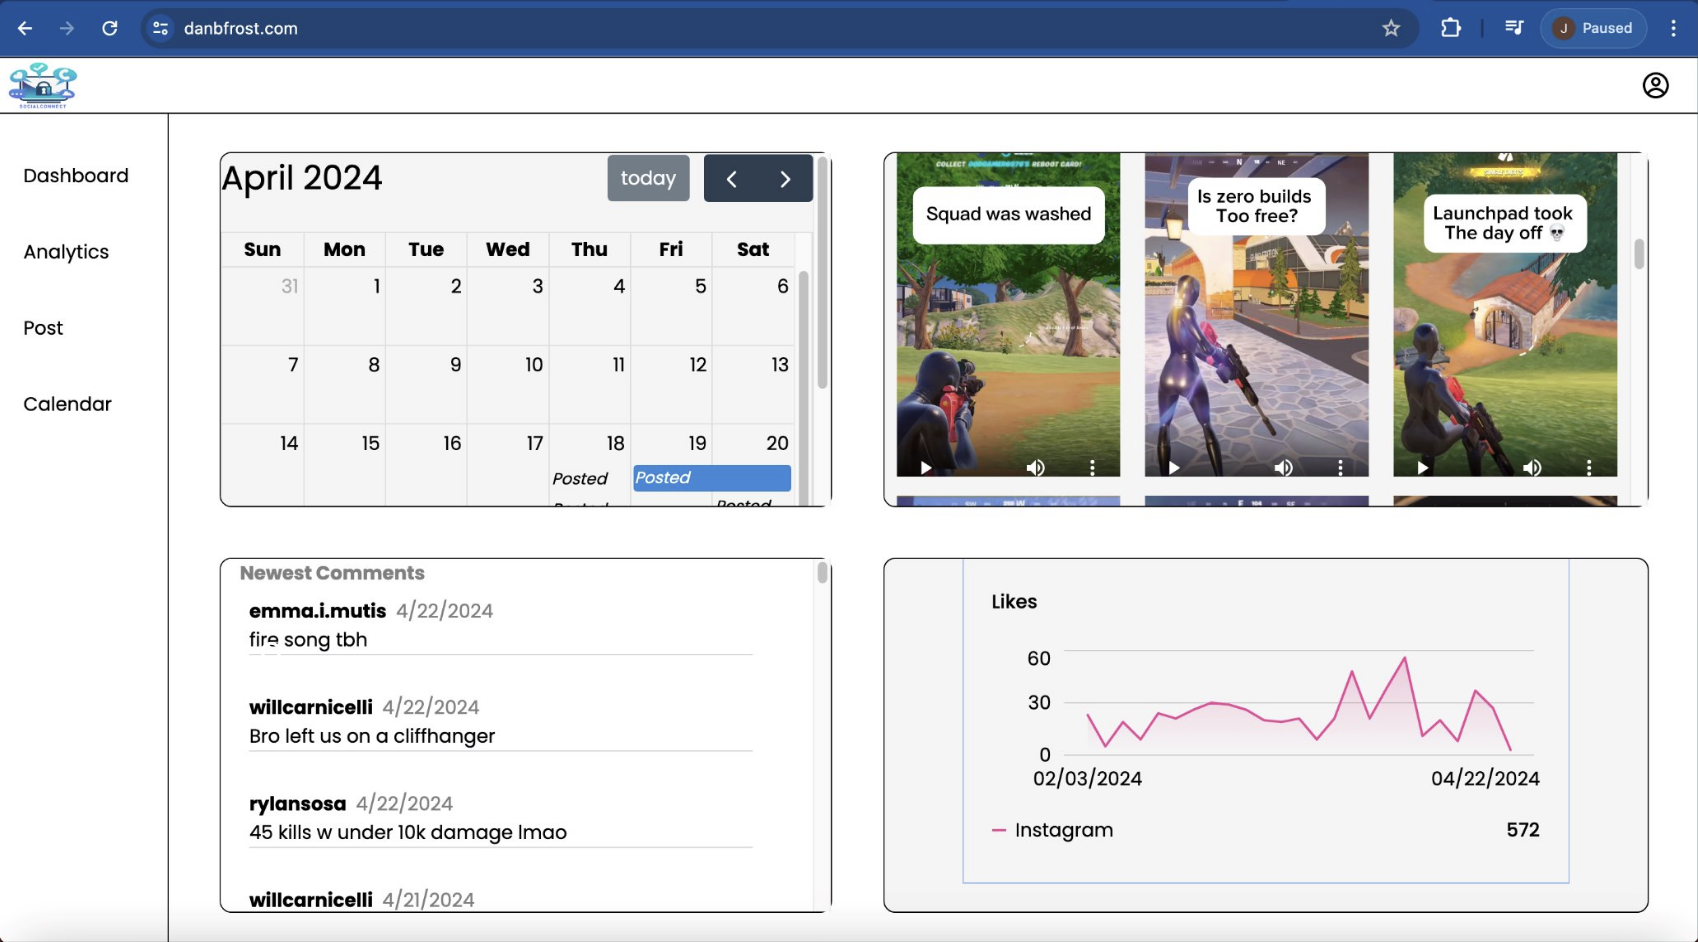 danbfrost.com
J Paused
SOCIALCONNECT
Dashboard
Analytics
Post
Calendar
April 2024
today
Sun Mon Tue Wed Thu Fri Sat
31 1 2 3 4 5 6
7 8 9 10 11 12 13
14 15 16 17 18 19 20
Posted Posted
Posted Posted
Squad was washed
Is zero builds
Too free?
Launchpad took
The day off 💀
Newest Comments
emma.i.mutis 4/22/2024
fire song tbh
willcarnicelli 4/22/2024
Bro left us on a cliffhanger
rylansosa 4/22/2024
45 kills w under 10k damage lmao
willcarnicelli 4/21/2024
Likes
60
30
0
02/03/2024 04/22/2024
Instagram 572